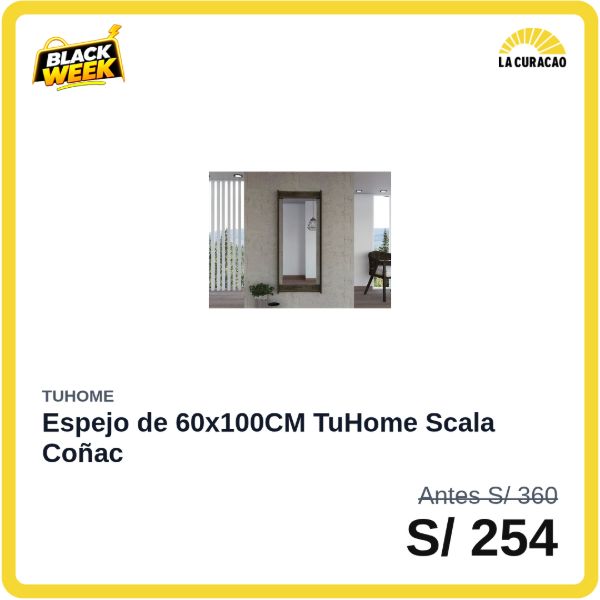 BLACK
WEEK
LA CURACAO
TUHOME
Espejo de 60x100CM TuHome Scala
Coñac
Antes S/ 360
S/ 254